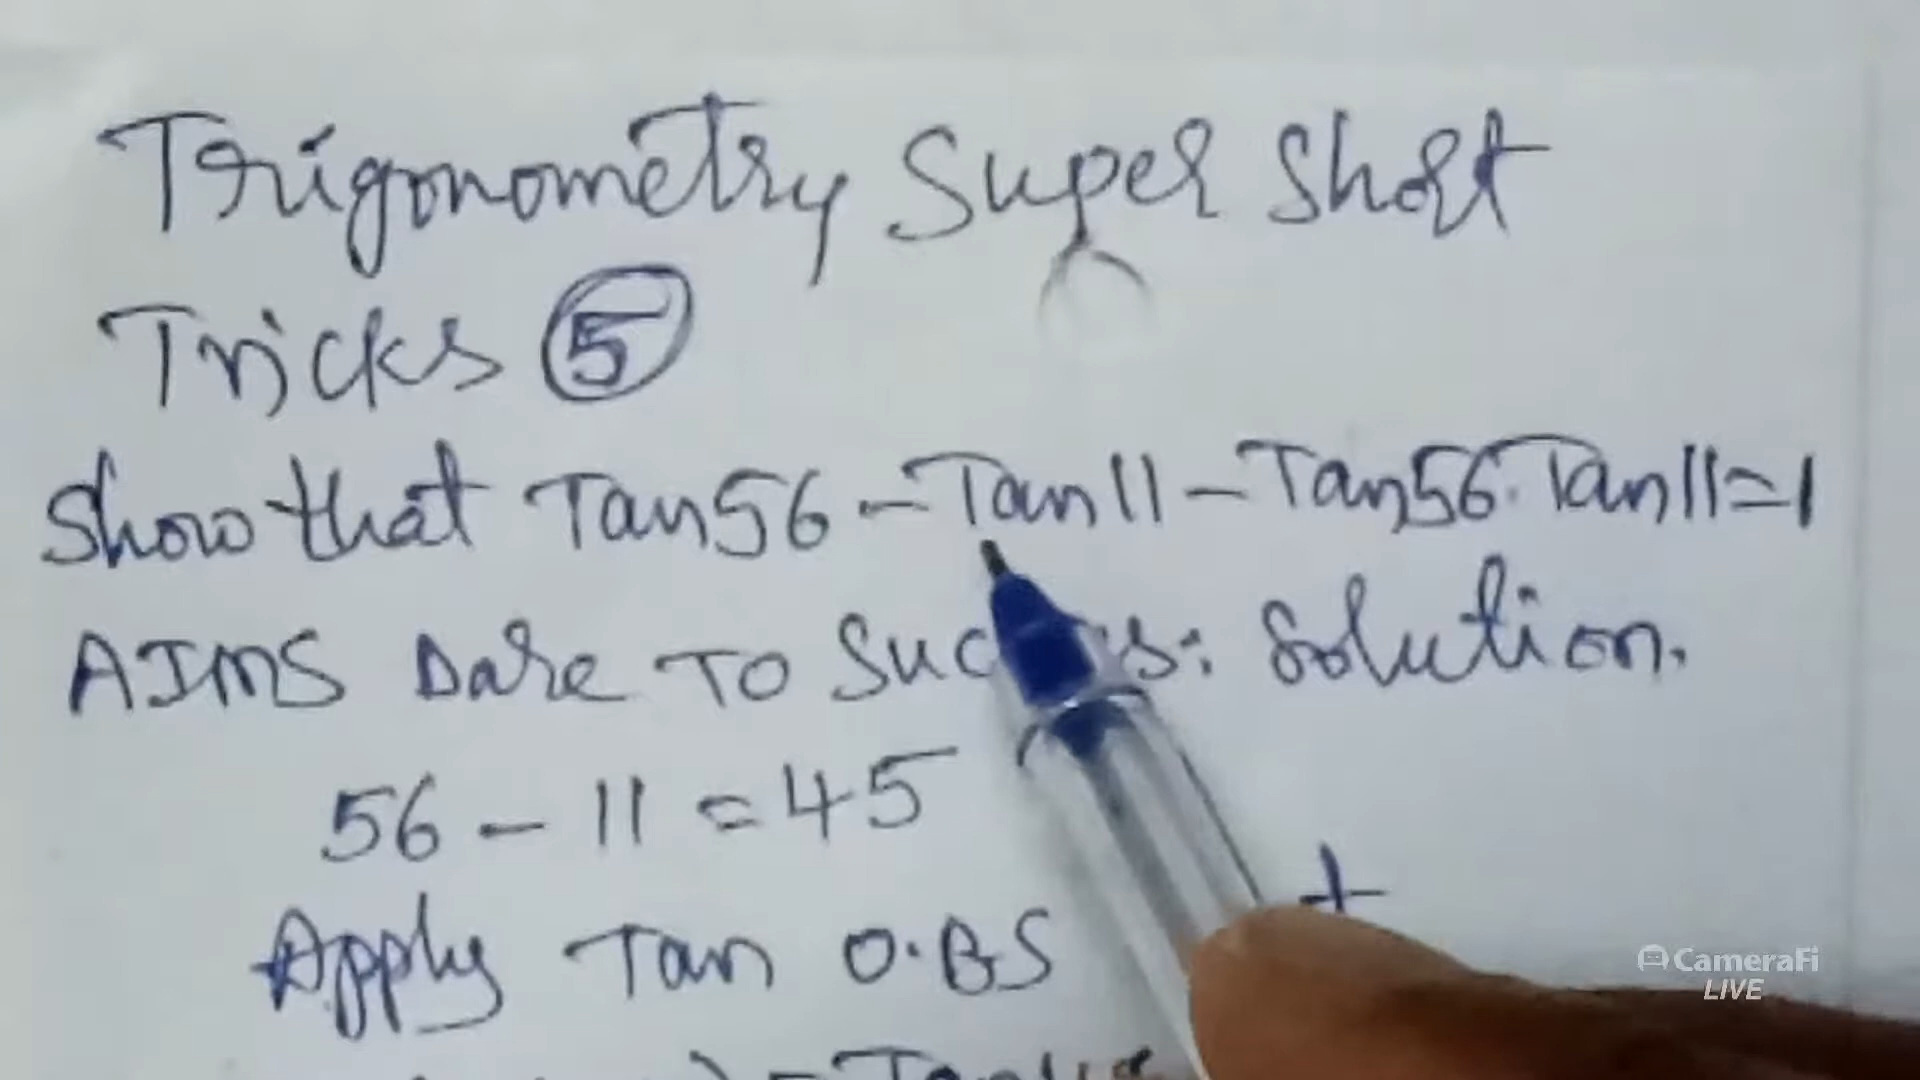 Trigonometry Super Short
Tricks 5
Show that Tan56 - Tan11 - Tan56.Tan11=1
AIMS Dare To : Solution.
56 - 11 = 45
Apply Tan O.BS
CameraFi
LIVE